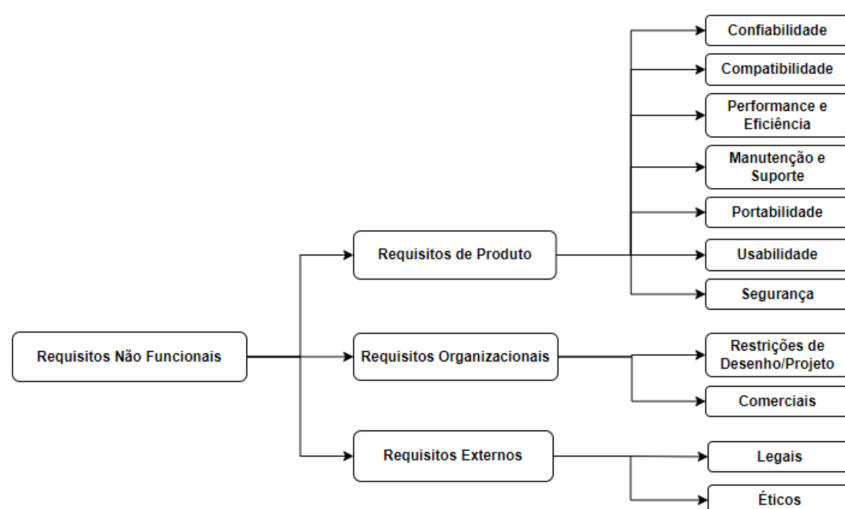 Confiabilidade
Compatibilidade
Performance e
Eficiência
Manutenção e
Suporte
Portabilidade
Requisitos de Produto
Usabilidade
Segurança
Requisitos Não Funcionais
Requisitos Organizacionais
Restrições de
Desenho/Projeto
Comerciais
Requisitos Externos
Legais
Éticos